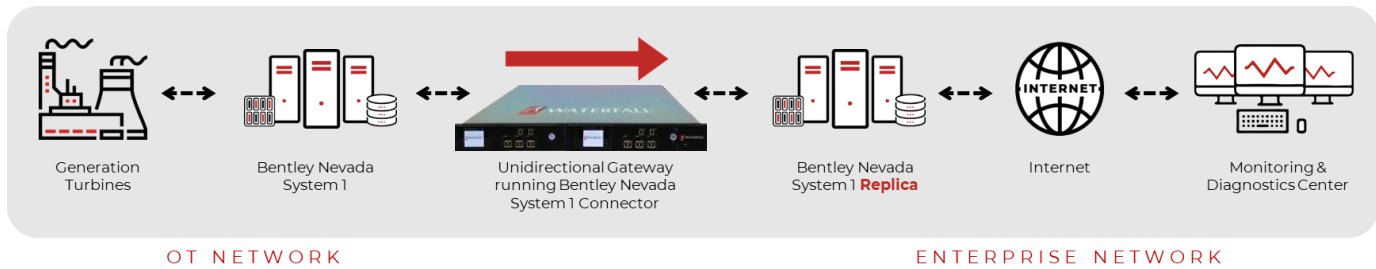 WATERFALL
INTERNET
Generation
Turbines
Bentley Nevada
System 1
Unidirectional Gateway
running Bentley Nevada
System 1 Connector
Bentley Nevada
System 1 Replica
Internet
Monitoring &
Diagnostics Center
OT NETWORK
ENTERPRISE NETWORK